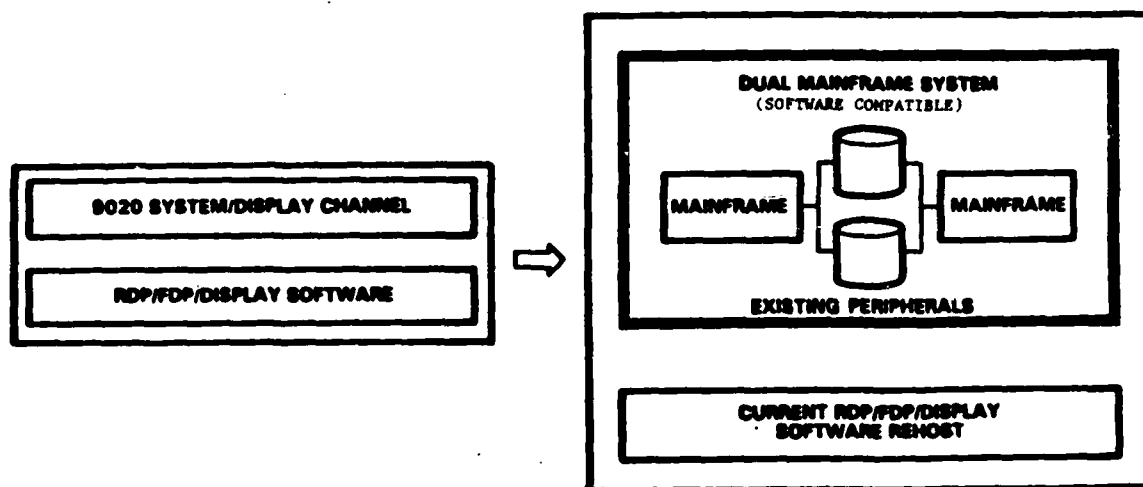 9020 SYSTEM/DISPLAY CHANNEL
RDP/FDP/DISPLAY SOFTWARE
DUAL MAINFRAME SYSTEM
(SOFTWARE COMPATIBLE)
MAINFRAME
MAINFRAME
EXISTING PERIPHERALS
CURRENT RDP/FDP/DISPLAY
SOFTWARE REHOST